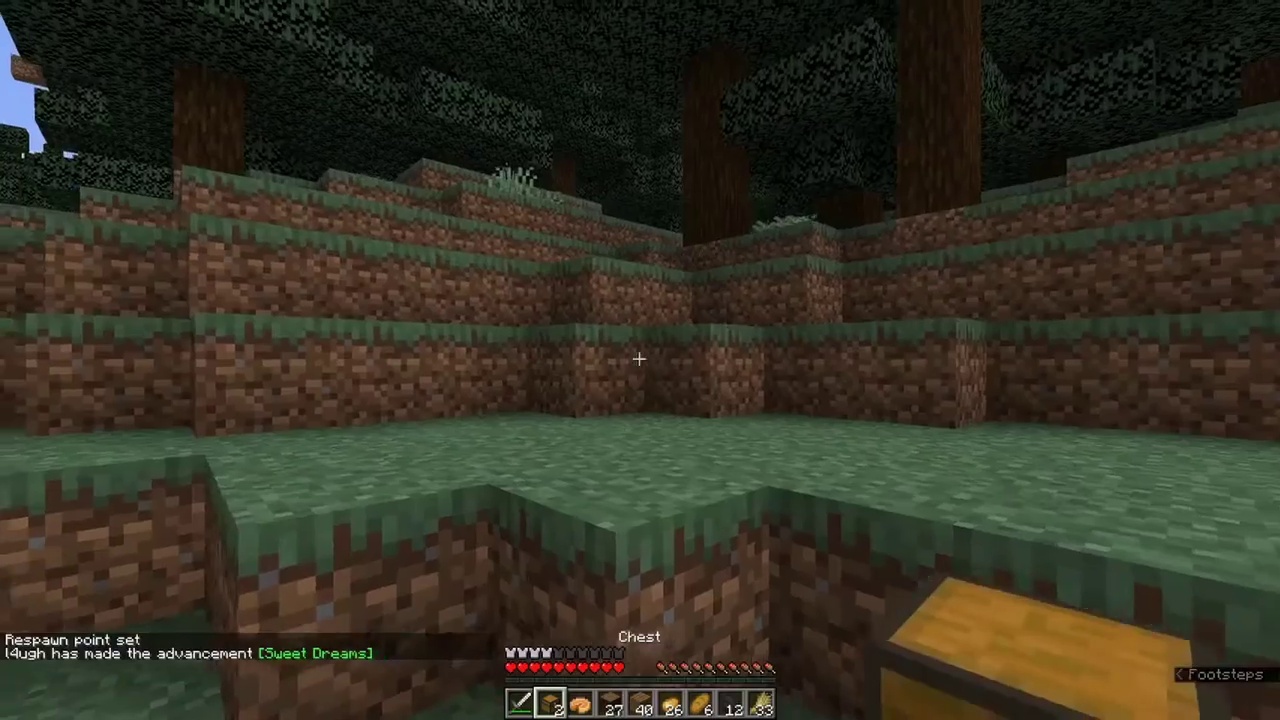 Respawn point set
l4ugh has made the advancement [Sweet Dreams]
Chest
< Footsteps
2
27
40
26
6
12
33